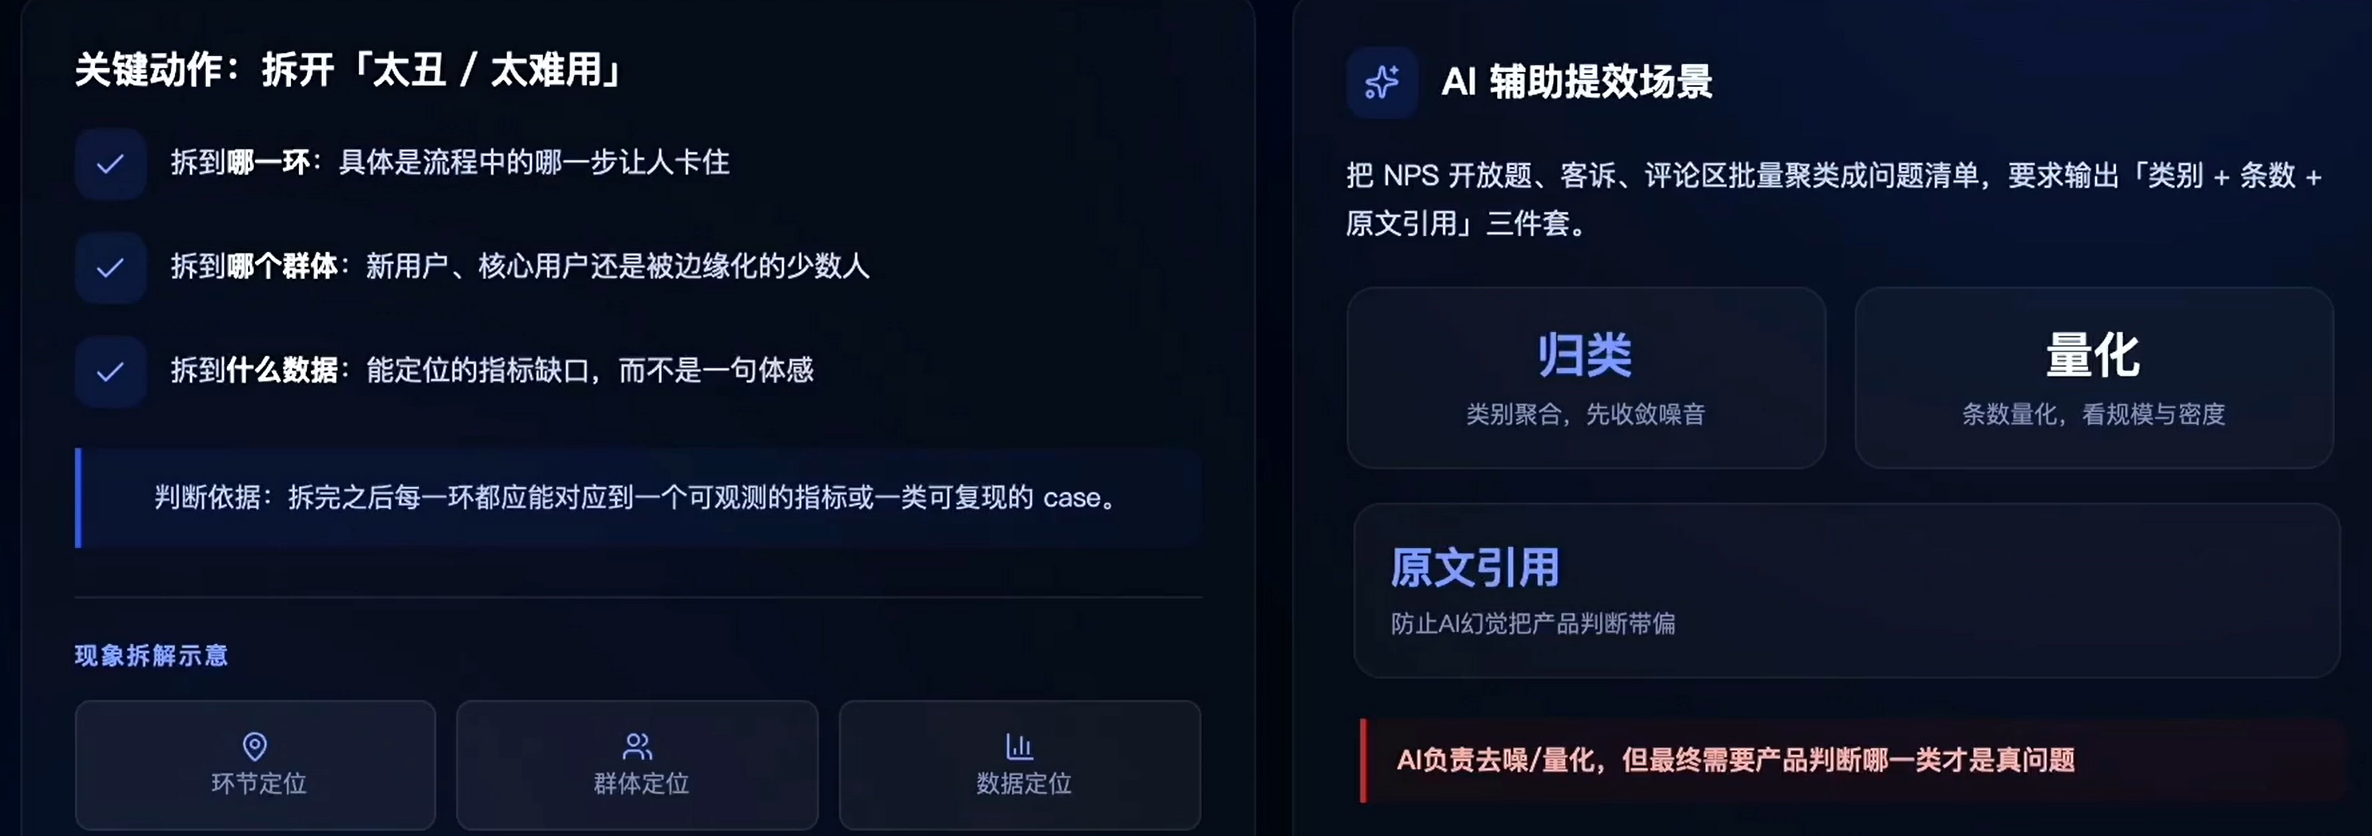 关键动作：拆开「太丑 / 太难用」
拆到哪一环：具体是流程中的哪一步让人卡住
拆到哪个群体：新用户、核心用户还是被边缘化的少数人
拆到什么数据：能定位的指标缺口，而不是一句体感
判断依据：拆完之后每一环都应能对应到一个可观测的指标或一类可复现的 case。
现象拆解示意
环节定位
群体定位
数据定位
AI 辅助提效场景
把 NPS 开放题、客诉、评论区批量聚类成问题清单，要求输出「类别 + 条数 +
原文引用」三件套。
归类
类别聚合，先收敛噪音
量化
条数量化，看规模与密度
原文引用
防止AI幻觉把产品判断带偏
AI负责去噪/量化，但最终需要产品判断哪一类才是真问题